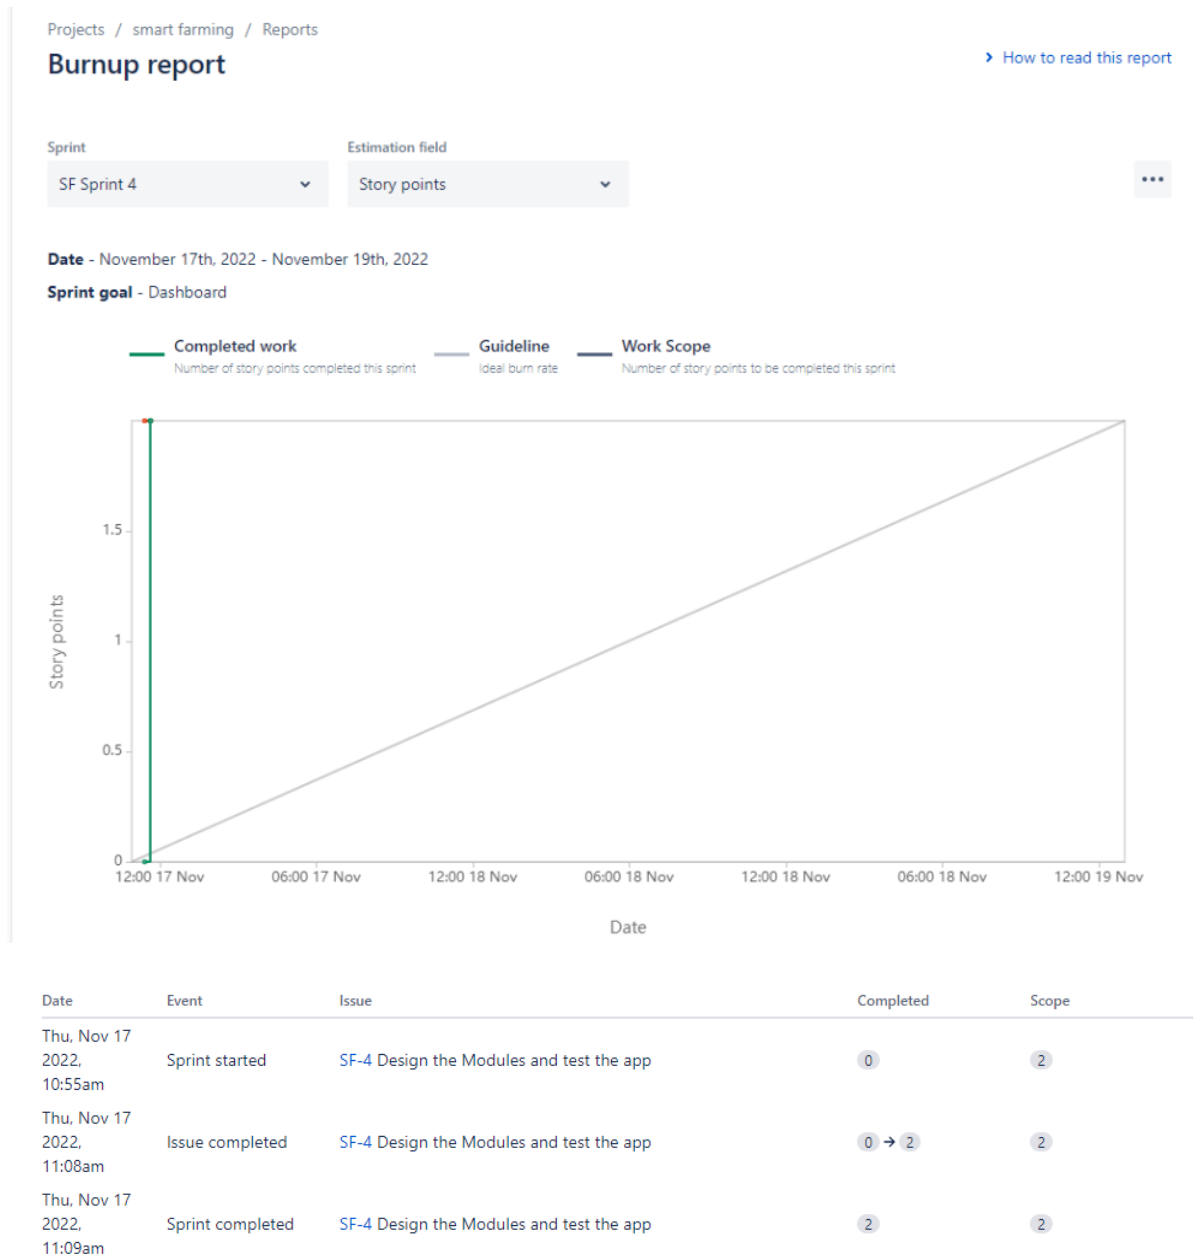 Projects / smart farming / Reports
Burnup report
How to read this report
Sprint
Estimation field
SF Sprint 4
Story points
Date - November 17th, 2022 - November 19th, 2022
Sprint goal - Dashboard
Completed work
Number of story points completed this sprint
Guideline
Ideal burn rate
Work Scope
Number of story points to be completed this sprint
1.5
1
0.5
0
Story points
12:00 17 Nov
06:00 17 Nov
12:00 18 Nov
06:00 18 Nov
12:00 18 Nov
06:00 18 Nov
12:00 19 Nov
Date
Date Event Issue Completed Scope
Thu, Nov 17
2022,
10:55am
Sprint started
SF-4 Design the Modules and test the app
0
2
Thu, Nov 17
2022,
11:08am
Issue completed
SF-4 Design the Modules and test the app
0 → 2
2
Thu, Nov 17
2022,
11:09am
Sprint completed
SF-4 Design the Modules and test the app
2
2